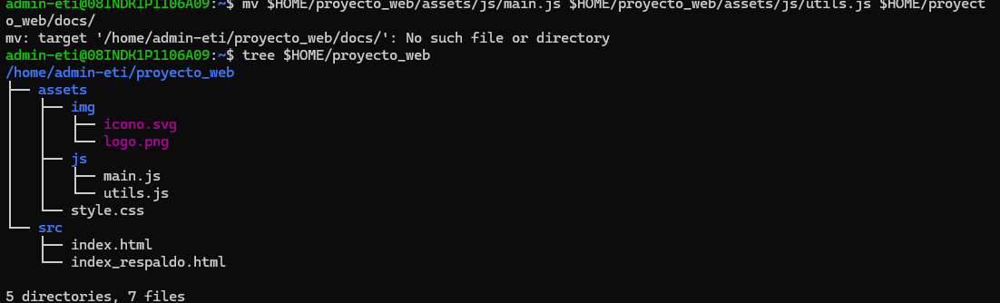 admin-eti@08INDK1P1106A09:~$ mv $HOME/proyecto_web/assets/js/main.js $HOME/proyecto_web/assets/js/utils.js $HOME/proyect
o_web/docs/
mv: target '/home/admin-eti/proyecto_web/docs/': No such file or directory
admin-eti@08INDK1P1106A09:~$ tree $HOME/proyecto_web
/home/admin-eti/proyecto_web
├── assets
│   ├── img
│   │   ├── icono.svg
│   │   └── logo.png
│   ├── js
│   │   ├── main.js
│   │   └── utils.js
│   └── style.css
└── src
    ├── index.html
    └── index_respaldo.html
5 directories, 7 files